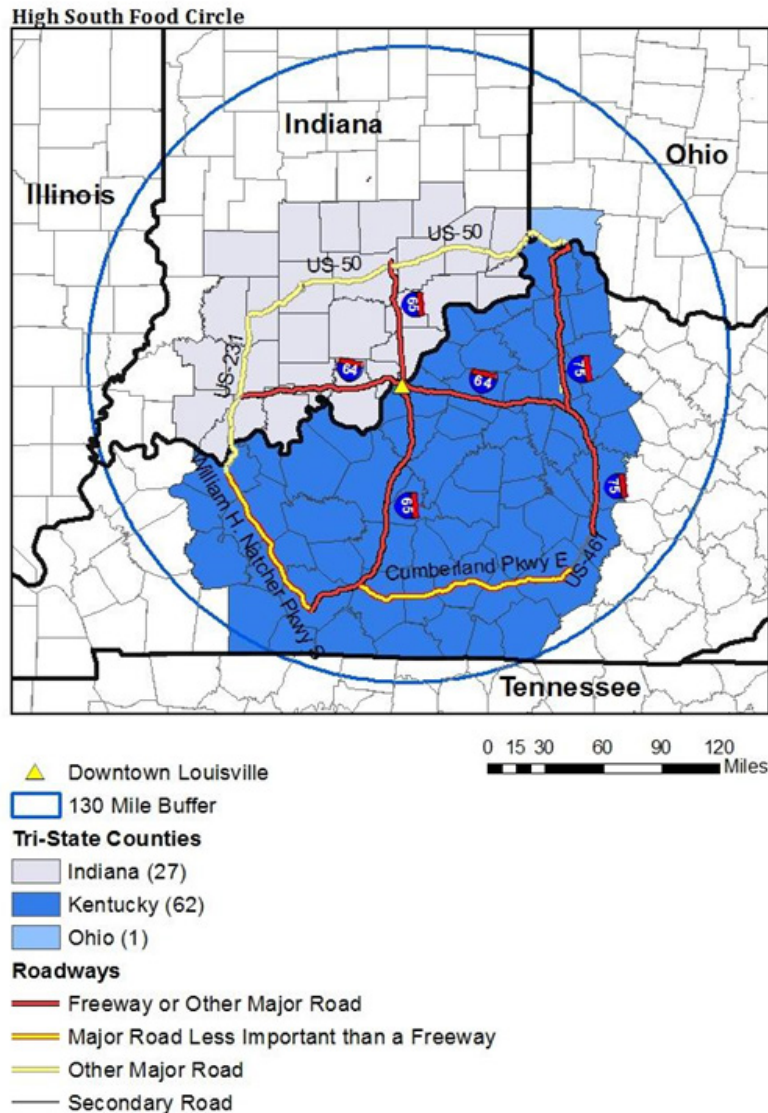 High South Food Circle
Indiana
Ohio
Illinois
US-50
US-50
65
US-231
64
64
75
75
65
William H. Natcher Pkwy S
Cumberland Pkwy E
US-461
Tennessee
0 15 30 60 90 120
Miles
Downtown Louisville
130 Mile Buffer
Tri-State Counties
Indiana (27)
Kentucky (62)
Ohio (1)
Roadways
Freeway or Other Major Road
Major Road Less Important than a Freeway
Other Major Road
Secondary Road